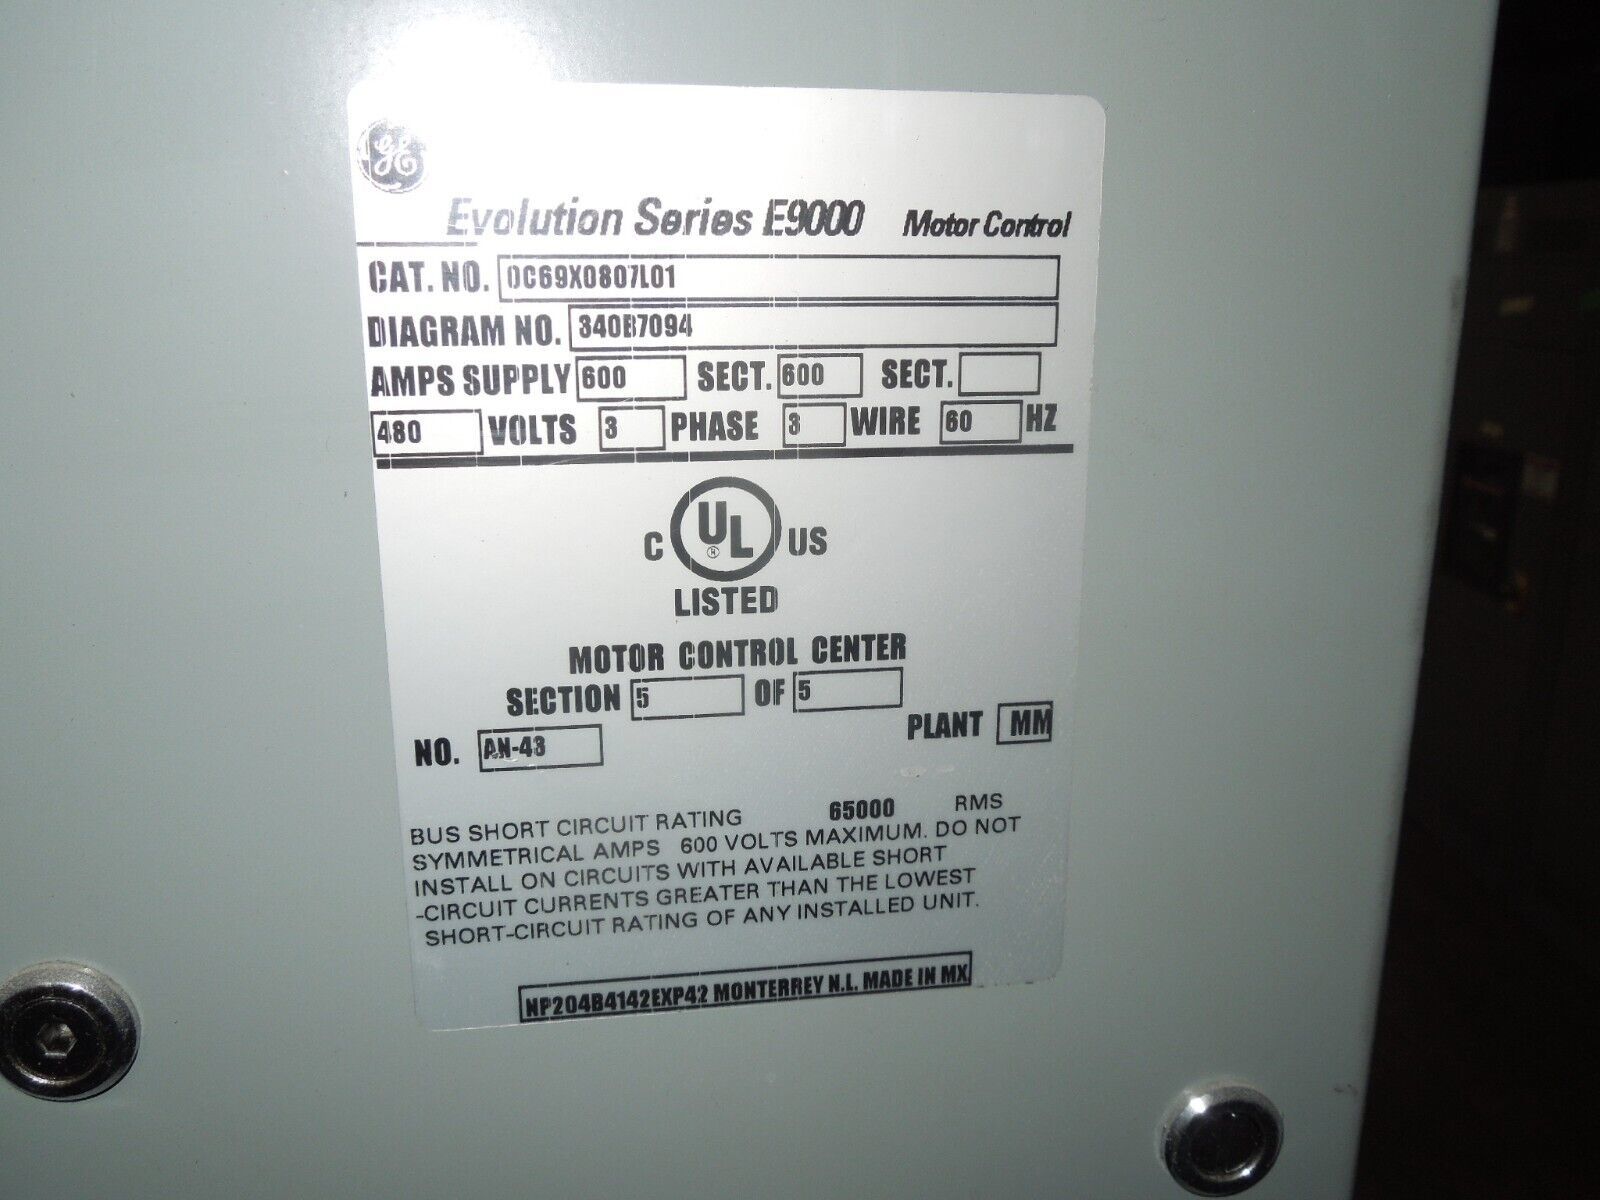 GE
Evolution Series E9000 Motor Control
CAT. NO. 0C69X0807L01
DIAGRAM NO. 340B7094
AMPS SUPPLY 600 SECT. 600 SECT.
480 VOLTS 3 PHASE 3 WIRE 60 HZ
C UL US
LISTED
MOTOR CONTROL CENTER
SECTION 5 OF 5
NO. AN-43 PLANT MM
BUS SHORT CIRCUIT RATING 65000 RMS
SYMMETRICAL AMPS 600 VOLTS MAXIMUM. DO NOT
INSTALL ON CIRCUITS WITH AVAILABLE SHORT
-CIRCUIT CURRENTS GREATER THAN THE LOWEST
SHORT-CIRCUIT RATING OF ANY INSTALLED UNIT.
NP204B4142EXP42 MONTERREY N.L. MADE IN MX